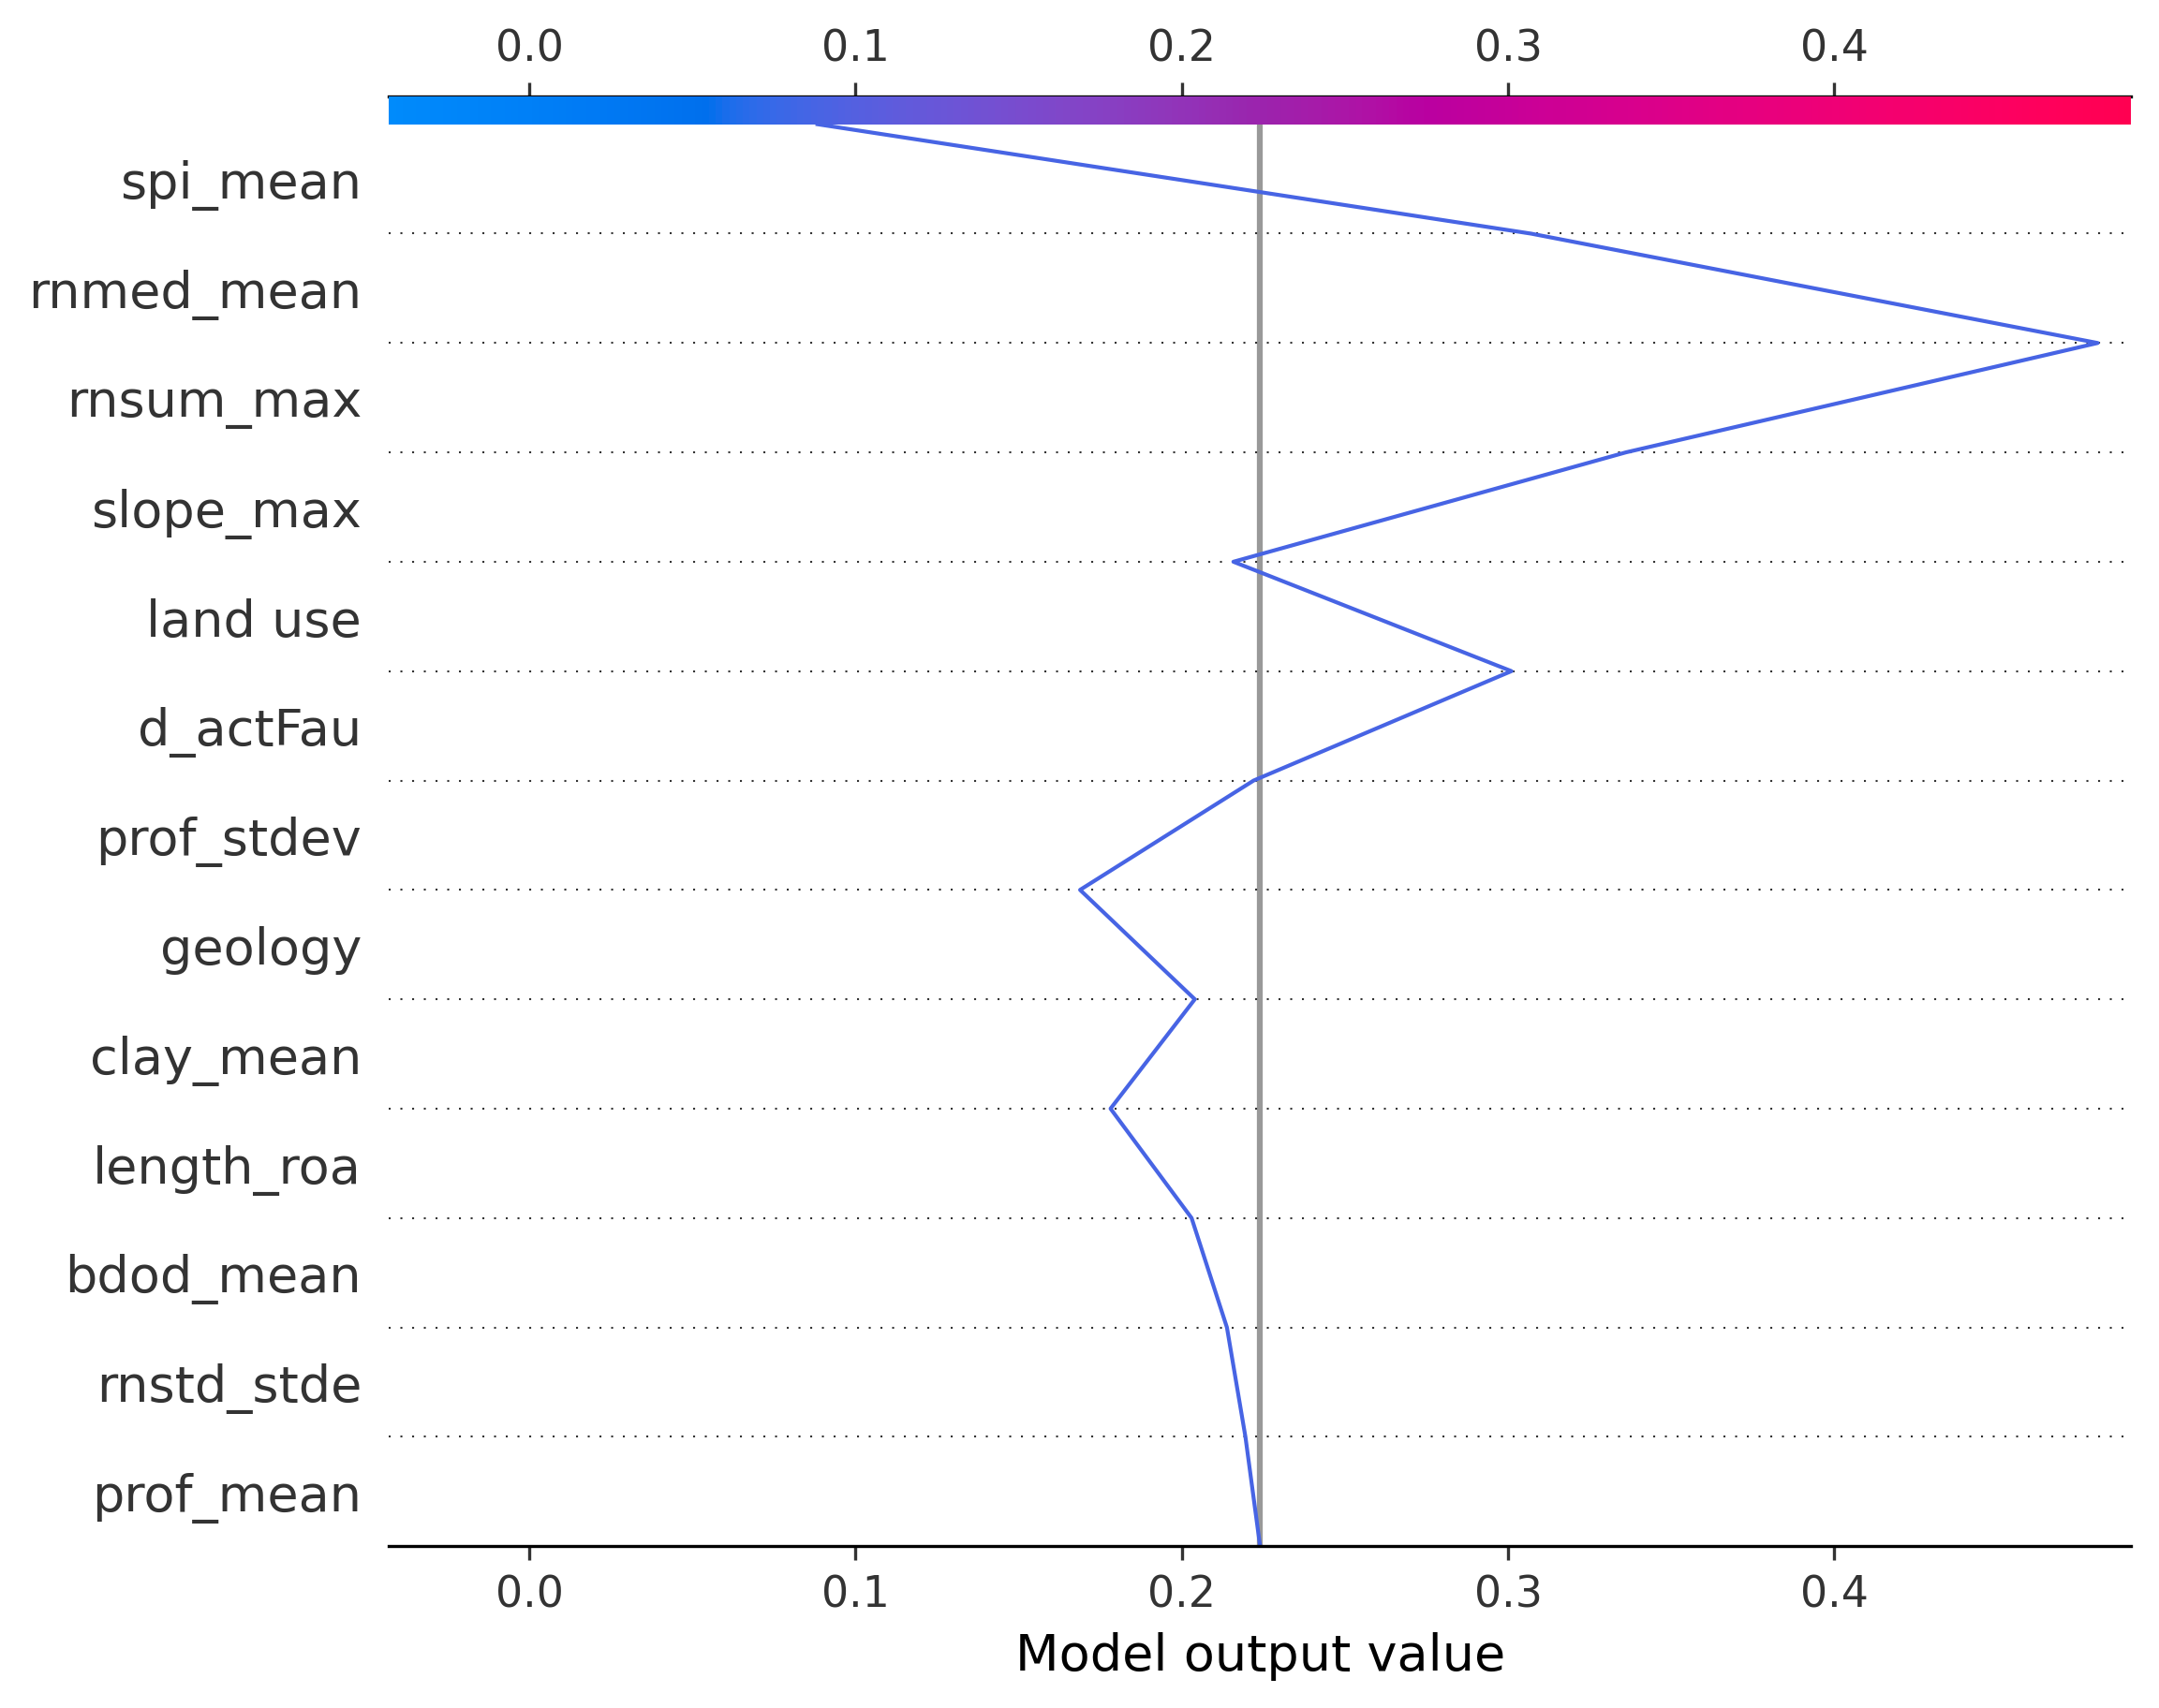 0.0 0.1 0.2 0.3 0.4
spi_mean
rnmed_mean
rnsum_max
slope_max
land use
d_actFau
prof_stdev
geology
clay_mean
length_roa
bdod_mean
rnstd_stde
prof_mean
0.0 0.1 0.2 0.3 0.4
Model output value